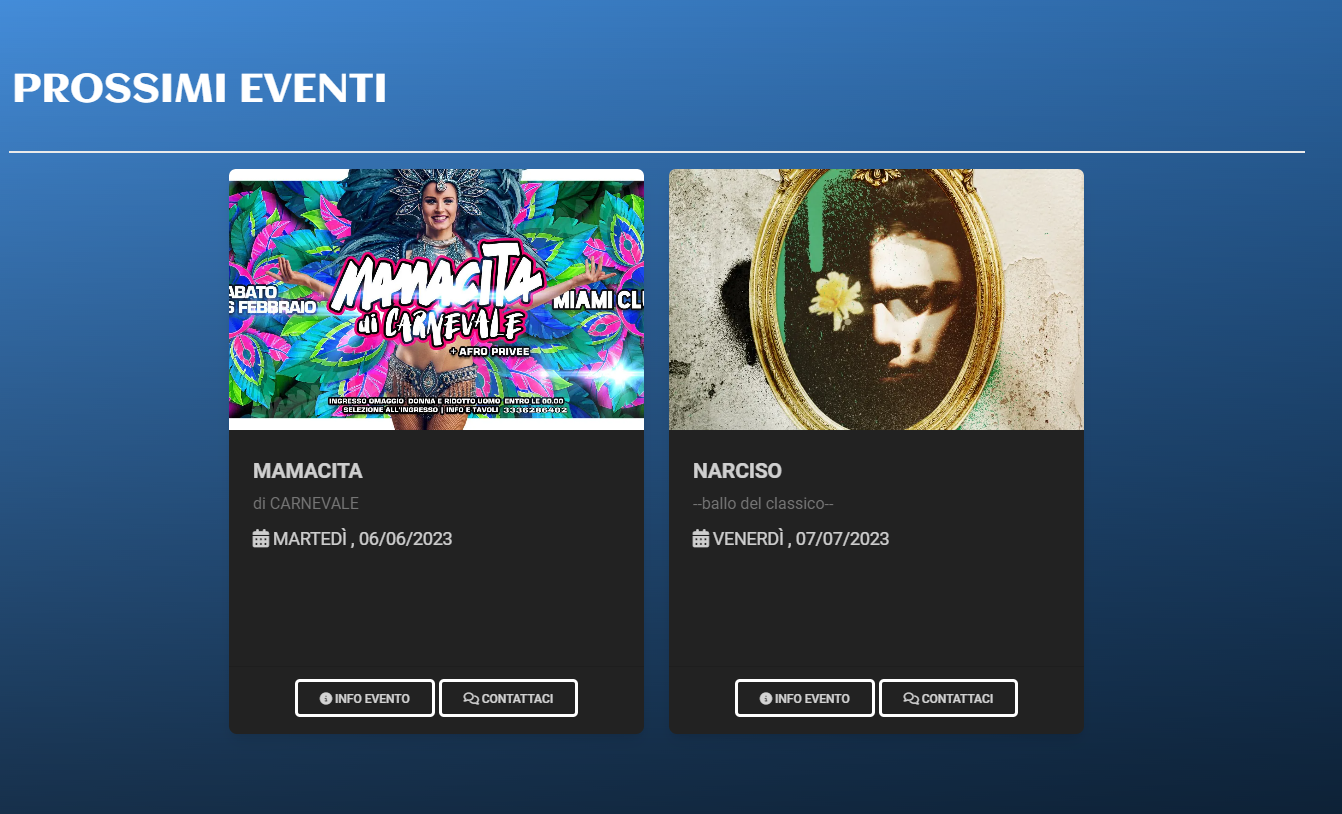 PROSSIMI EVENTI
MAMACITA
di CARNEVALE
+ AFRO PRIVEE
ABATO
FEBBRAIO
MIAMI CL
INGRESSO OMAGGIO DONNA E RIDOTTO UOMO ENTRO LE 00.00
SELEZIONE ALL'INGRESSO | INFO E TAVOLI 3336286402
MAMACITA
di CARNEVALE
MARTEDÌ , 06/06/2023
INFO EVENTO
CONTATTACI
NARCISO
--ballo del classico--
VENERDÌ , 07/07/2023
INFO EVENTO
CONTATTACI